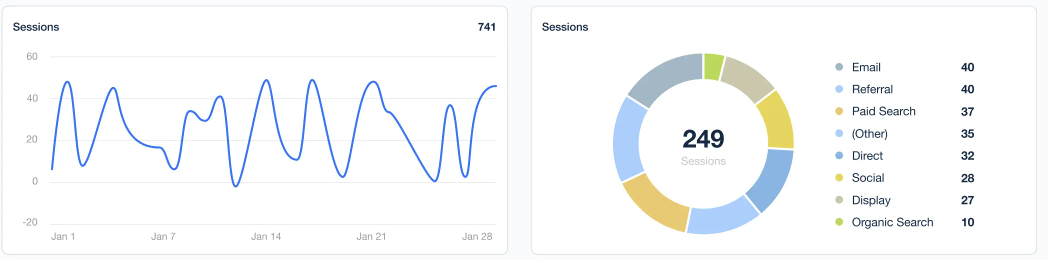 Sessions 741
60
40
20
0
-20
Jan 1 Jan 7 Jan 14 Jan 21 Jan 28
Sessions
249
Sessions
Email 40
Referral 40
Paid Search 37
(Other) 35
Direct 32
Social 28
Display 27
Organic Search 10